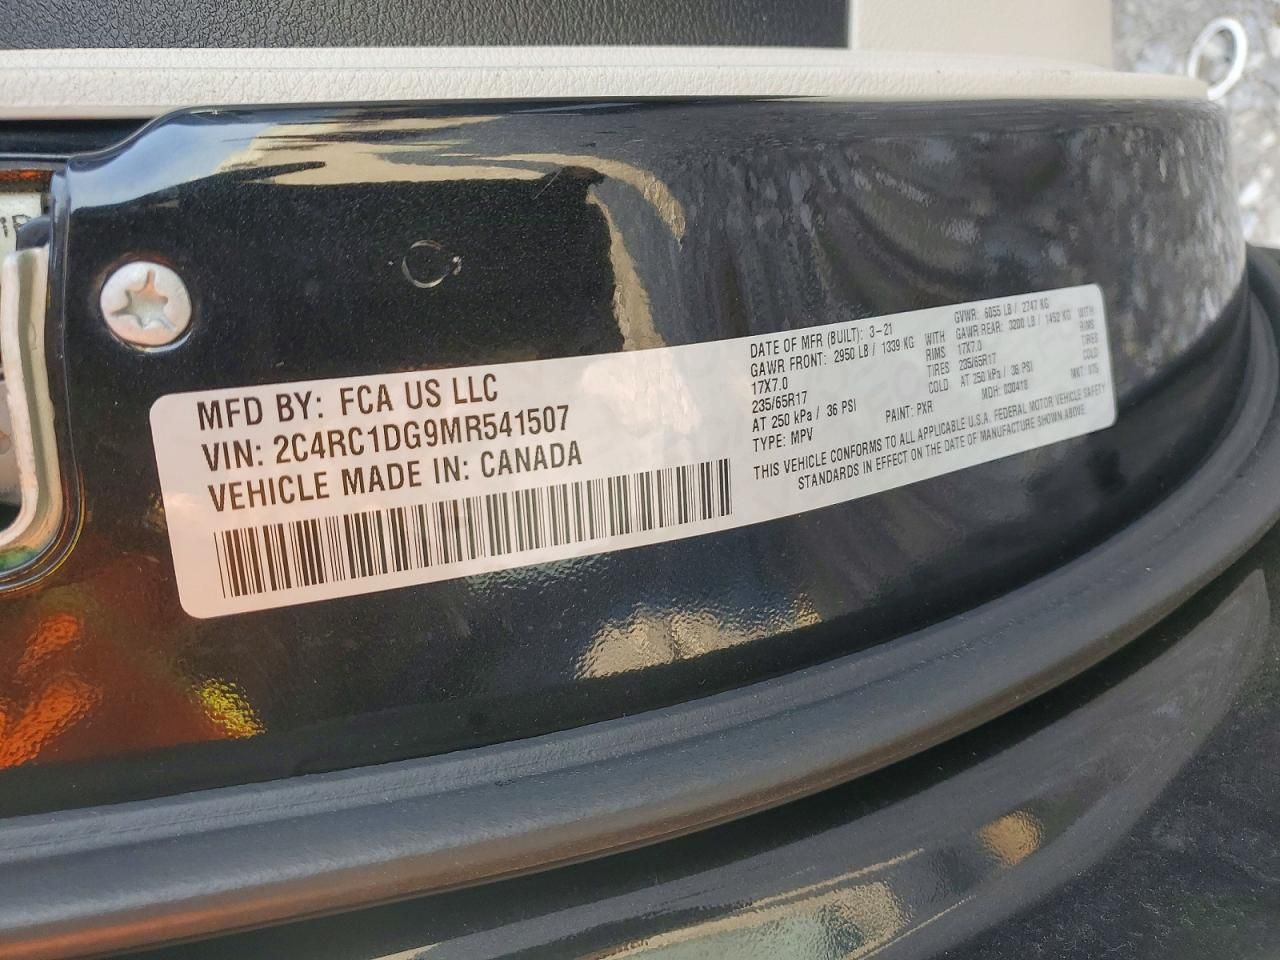 MFD BY: FCA US LLC
VIN: 2C4RC1DG9MR541507
VEHICLE MADE IN: CANADA
DATE OF MFR (BUILT): 3-21 GVWR: 6055 LB / 2747 KG
GAWR FRONT: 2950 LB / 1339 KG WITH GAWR REAR: 3200 LB / 1452 KG WITH
17X7.0 RIMS 17X7.0 RIMS
235/65R17 TIRES 235/65R17 TIRES
AT 250 kPa / 36 PSI COLD AT 250 kPa / 36 PSI COLD
TYPE: MPV PAINT: PXR MDH: 030418 MKT:
THIS VEHICLE CONFORMS TO ALL APPLICABLE U.S.A. FEDERAL MOTOR VEHICLE SAFETY
STANDARDS IN EFFECT ON THE DATE OF MANUFACTURE SHOWN ABOVE.